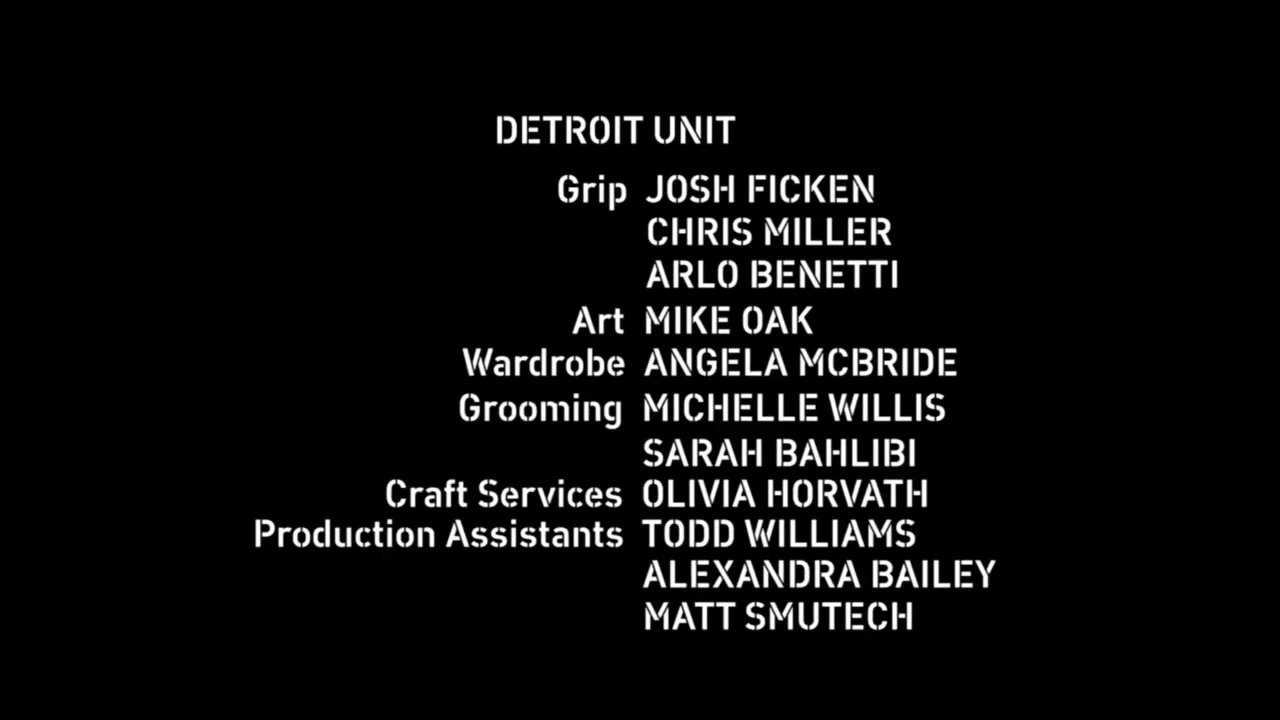 DETROIT UNIT
Grip JOSH FICKEN
CHRIS MILLER
ARLO BENETTI
Art MIKE OAK
Wardrobe ANGELA MCBRIDE
Grooming MICHELLE WILLIS
SARAH BAHLIBI
Craft Services OLIVIA HORVATH
Production Assistants TODD WILLIAMS
ALEXANDRA BAILEY
MATT SMUTECH